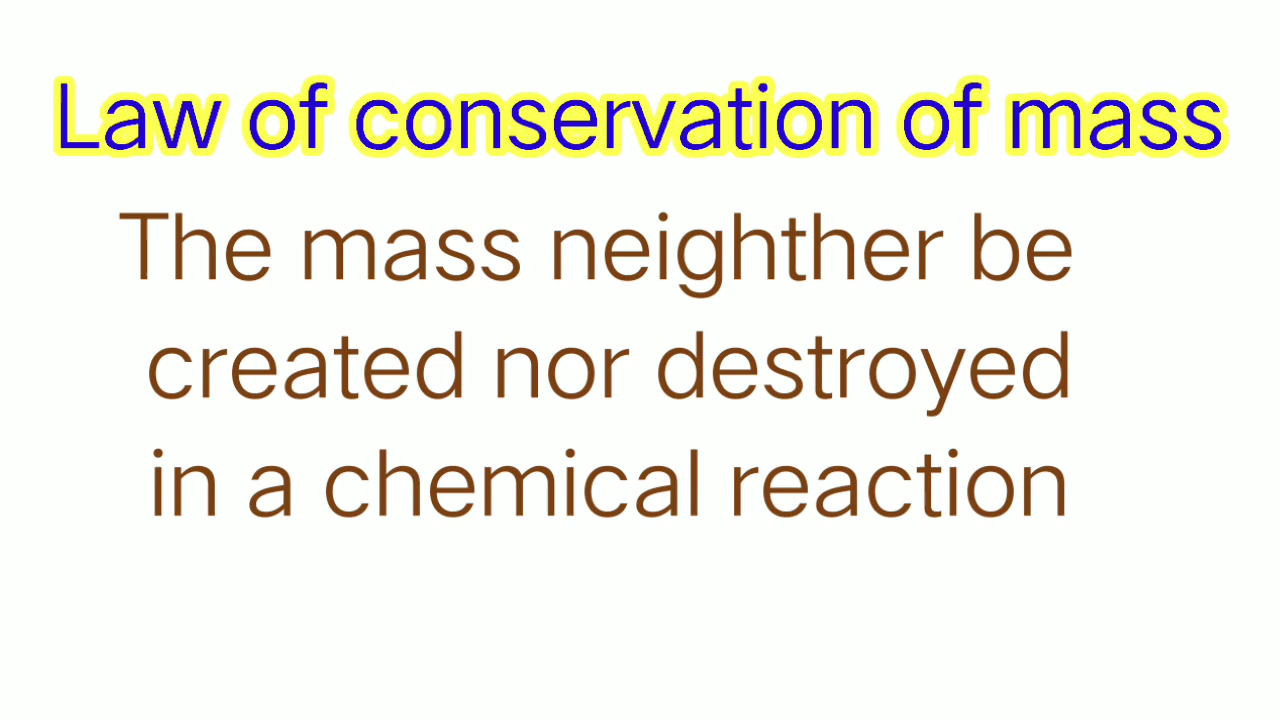 Law of conservation of mass
The mass neighther be
created nor destroyed
in a chemical reaction